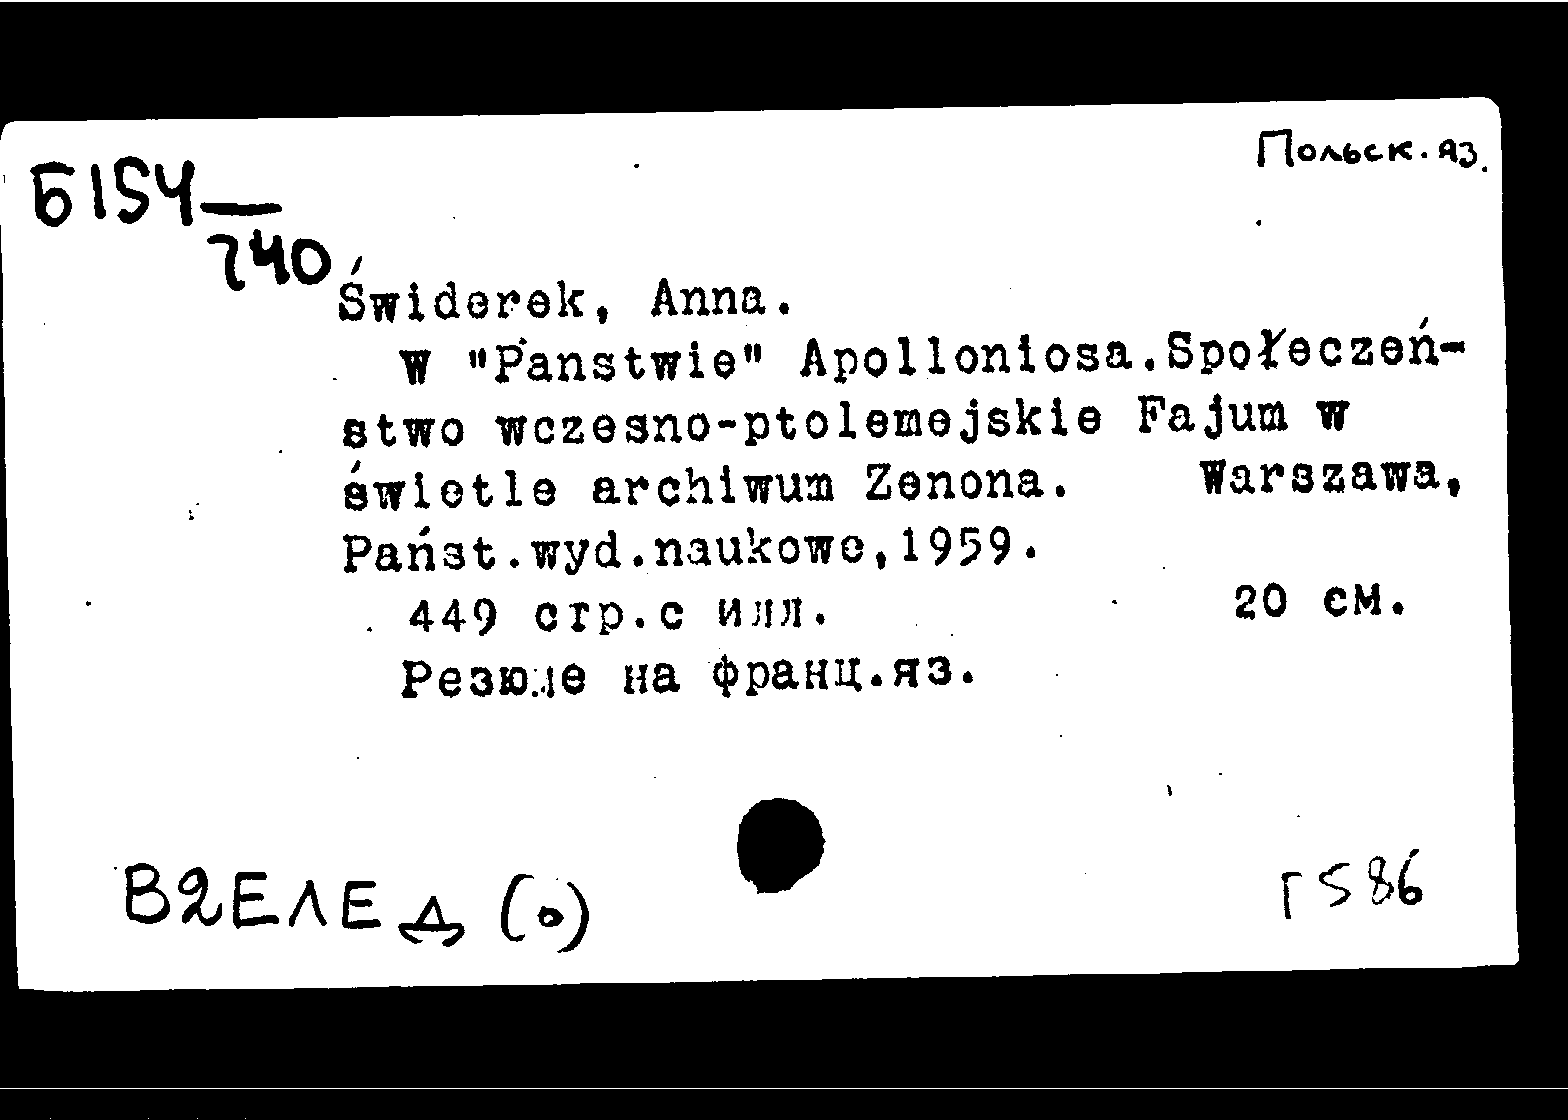 Польск.яз.
Б154—
740
Świderek, Anna.
W "Panstwie" Apolloniosa.Społeczeń-
stwo wczesno-ptolemejskie Fajum w
świetle archiwum Zenona. Warszawa,
Państ.wyd.naukowe,1959.
449 стр.с илл. 20 см.
Резюме на франц.яз.
В2ЕЛЕД (о)
Г586